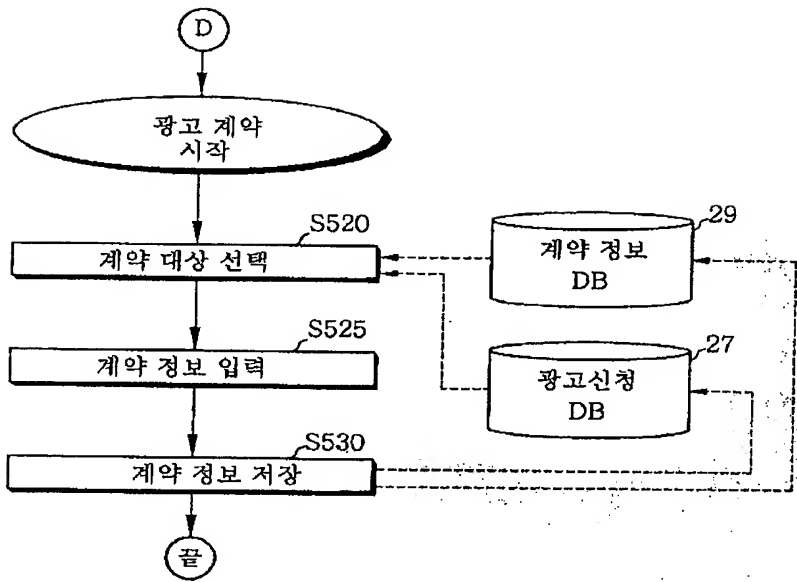 D
광고 계약
시작
S520
계약 대상 선택
29
계약 정보
DB
S525
계약 정보 입력
27
광고신청
DB
S530
계약 정보 저장
끝